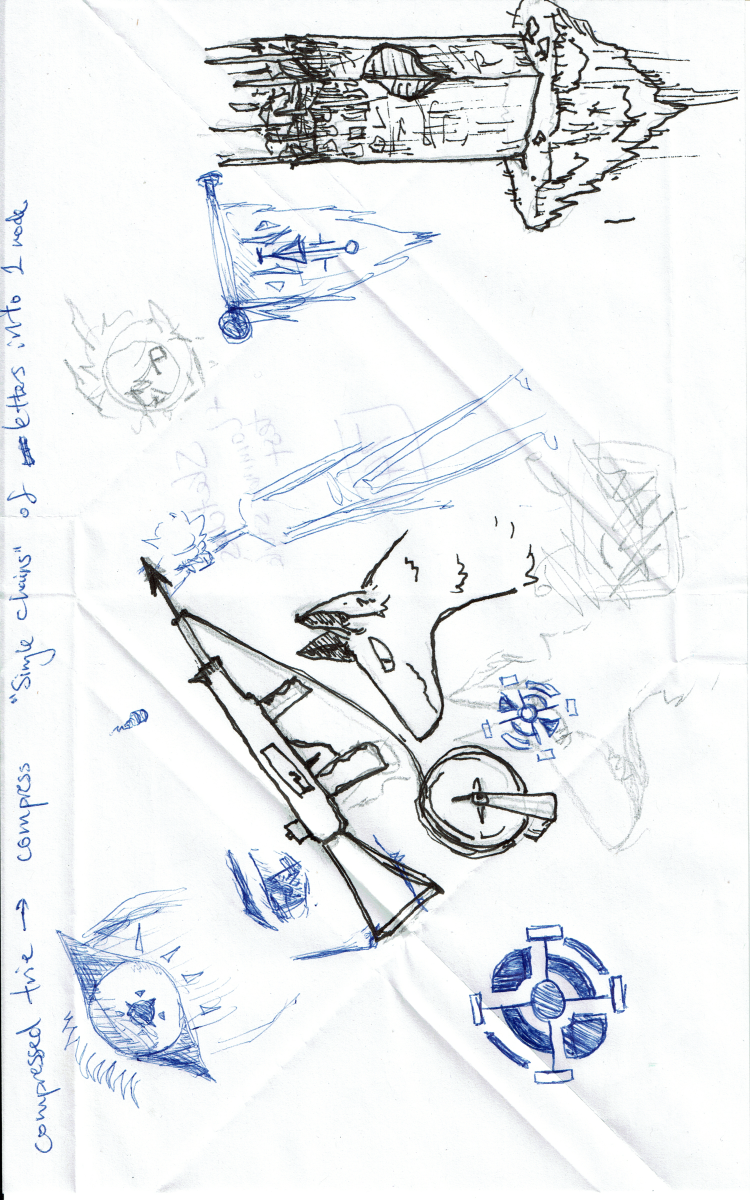 compressed trie → compress "Single chains" of letters into 1 node